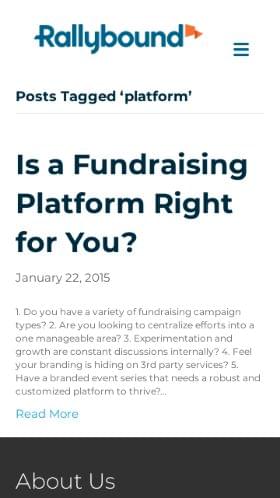 Rallybound
Posts Tagged ‘platform’
Is a Fundraising
Platform Right
for You?
January 22, 2015
1. Do you have a variety of fundraising campaign
types? 2. Are you looking to centralize efforts into a
one manageable area? 3. Experimentation and
growth are constant discussions internally? 4. Feel
your branding is hiding on 3rd party services? 5.
Have a branded event series that needs a robust and
customized platform to thrive?...
Read More
About Us